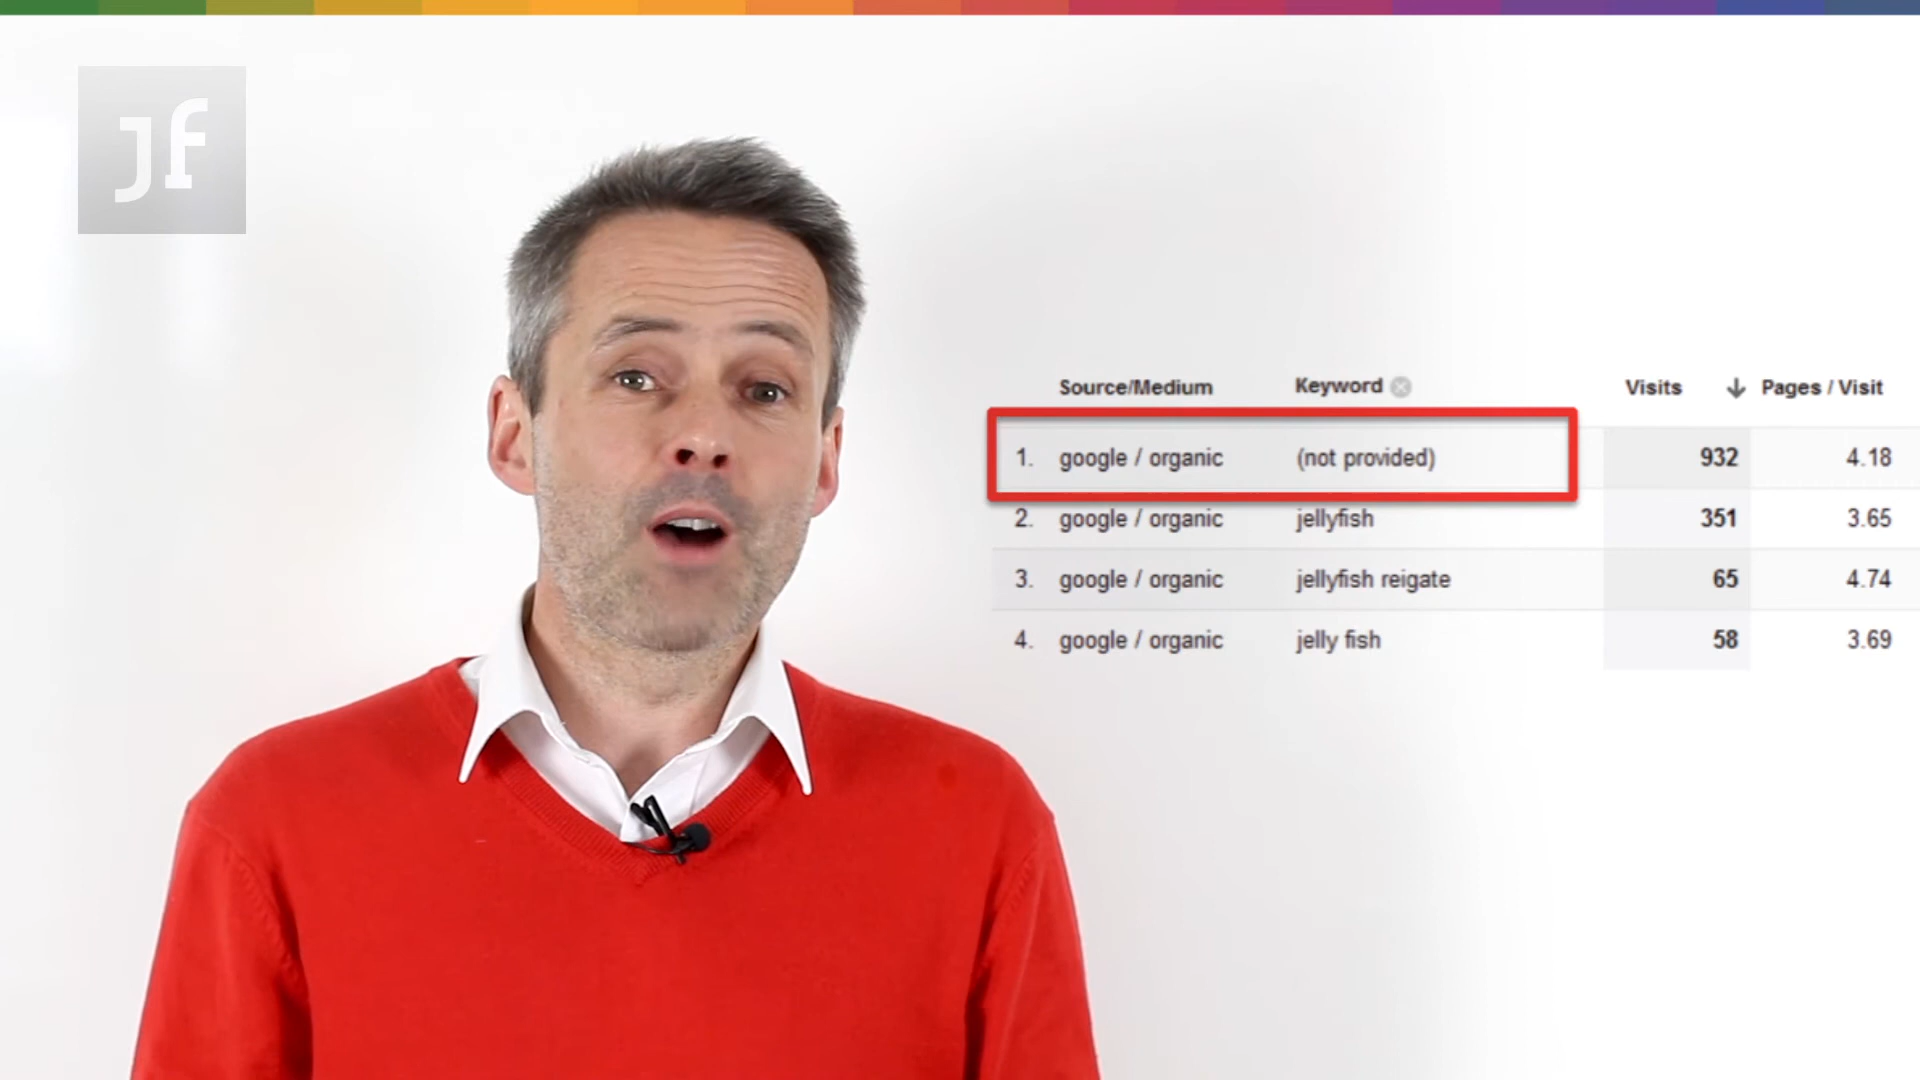 Jf
Source/Medium Keyword Visits Pages / Visit
1. google / organic (not provided) 932 4.18
2. google / organic jellyfish 351 3.65
3. google / organic jellyfish reigate 65 4.74
4. google / organic jelly fish 58 3.69